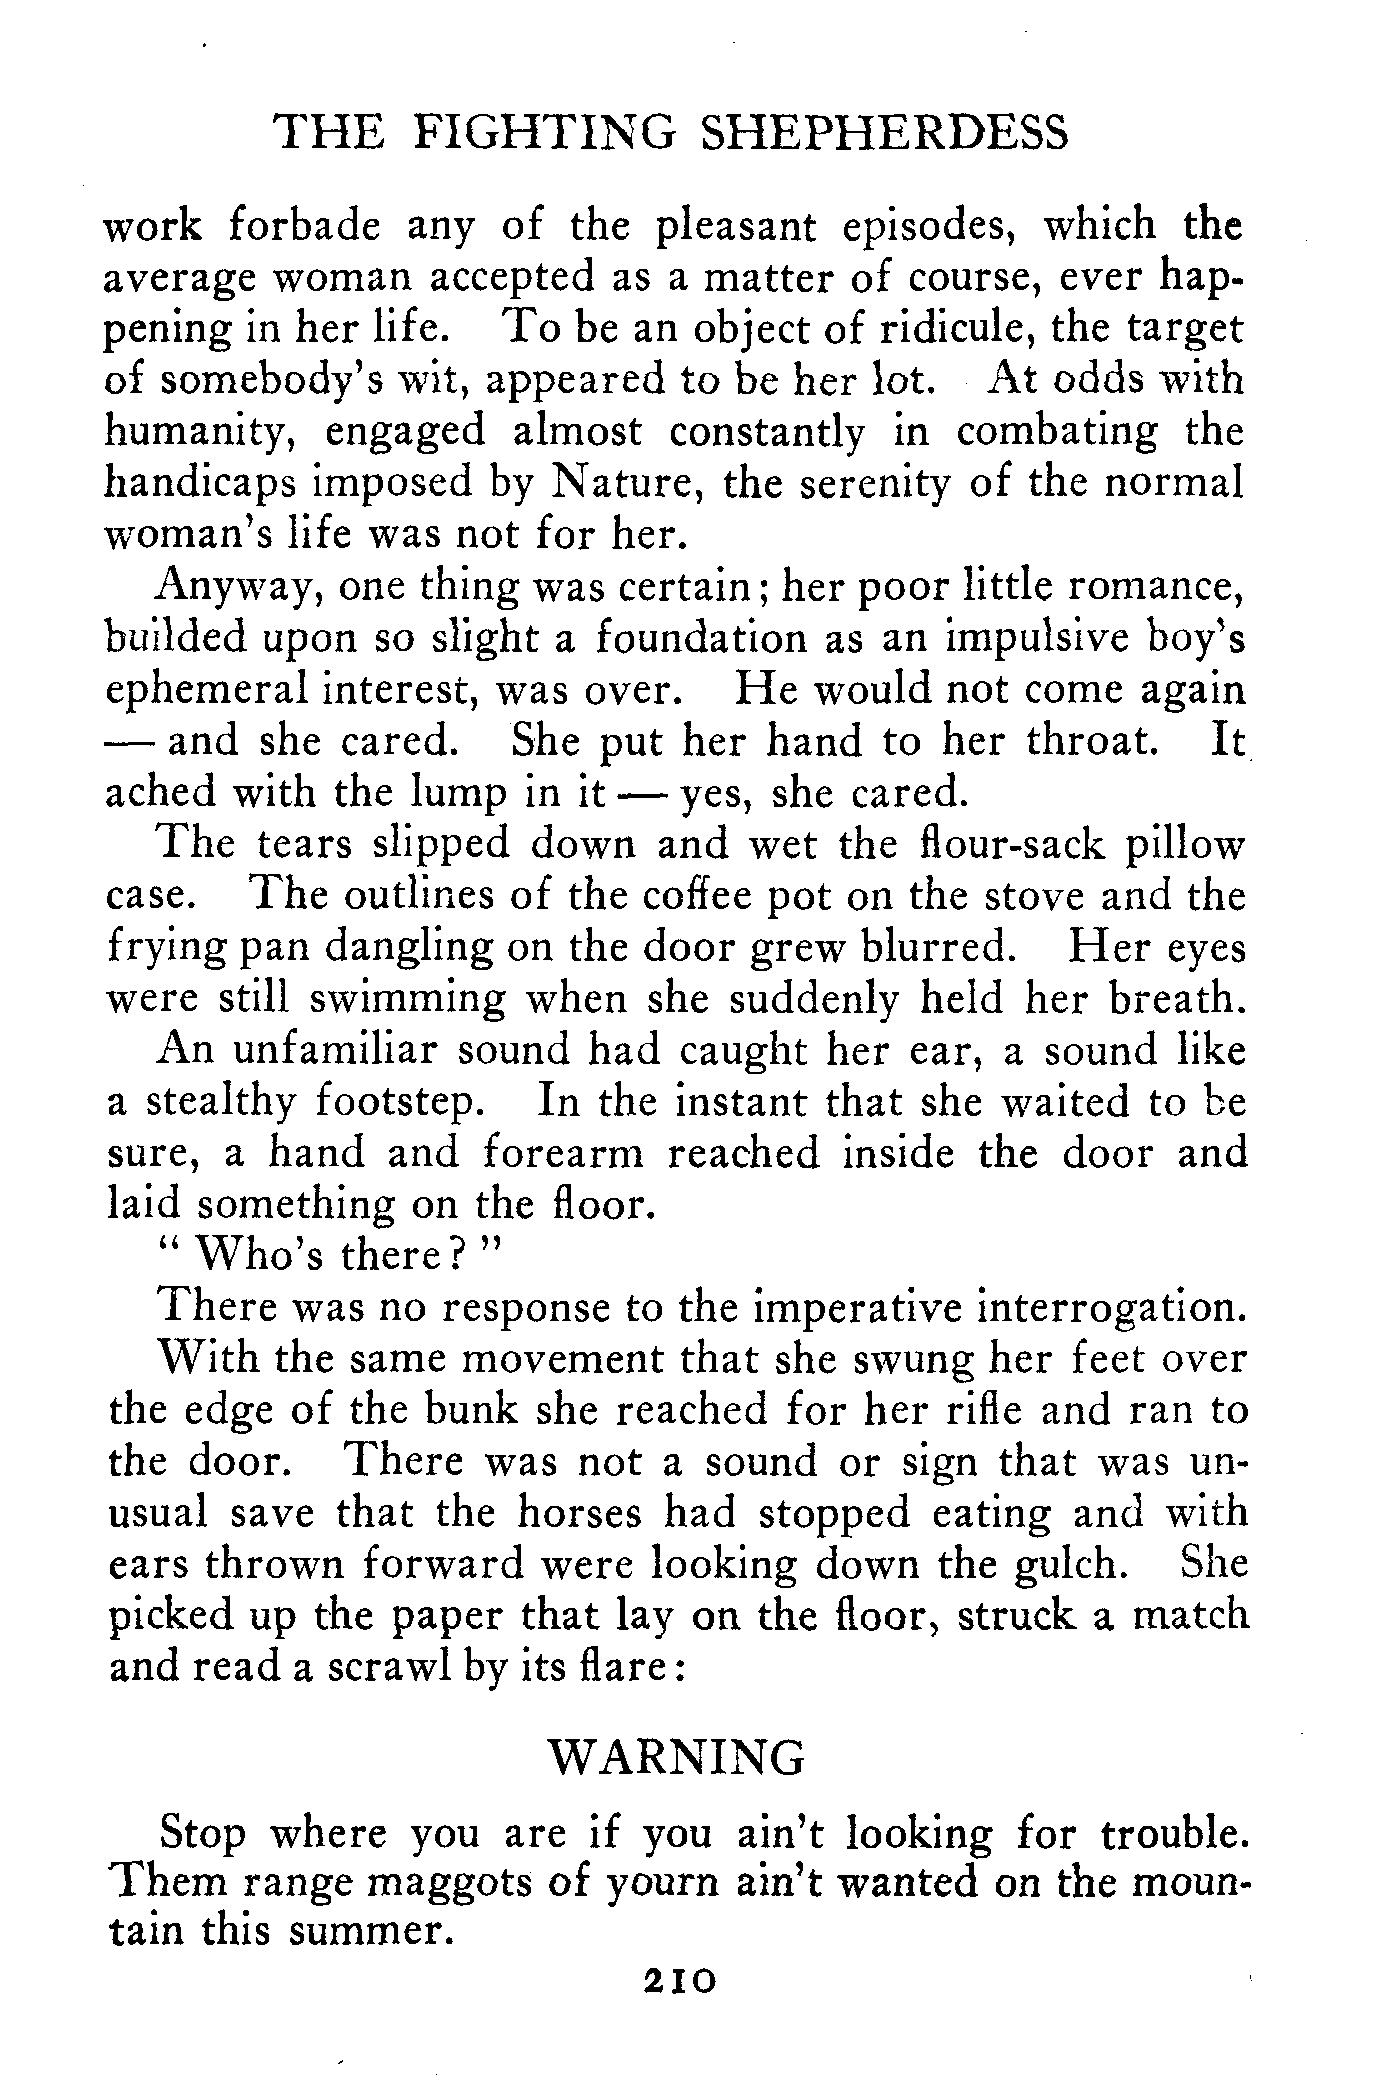 THE FIGHTING SHEPHERDESS
work forbade any of the pleasant episodes, which the
average woman accepted as a matter of course, ever hap-
pening in her life. To be an object of ridicule, the target
of somebody's wit, appeared to be her lot. At odds with
humanity, engaged almost constantly in combating the
handicaps imposed by Nature, the serenity of the normal
woman's life was not for her.
Anyway, one thing was certain; her poor little romance,
builded upon so slight a foundation as an impulsive boy's
ephemeral interest, was over. He would not come again
— and she cared. She put her hand to her throat. It
ached with the lump in it — yes, she cared.
The tears slipped down and wet the flour-sack pillow
case. The outlines of the coffee pot on the stove and the
frying pan dangling on the door grew blurred. Her eyes
were still swimming when she suddenly held her breath.
An unfamiliar sound had caught her ear, a sound like
a stealthy footstep. In the instant that she waited to be
sure, a hand and forearm reached inside the door and
laid something on the floor.
" Who's there? "
There was no response to the imperative interrogation.
With the same movement that she swung her feet over
the edge of the bunk she reached for her rifle and ran to
the door. There was not a sound or sign that was un-
usual save that the horses had stopped eating and with
ears thrown forward were looking down the gulch. She
picked up the paper that lay on the floor, struck a match
and read a scrawl by its flare:
WARNING
Stop where you are if you ain't looking for trouble.
Them range maggots of yourn ain't wanted on the moun-
tain this summer.
210